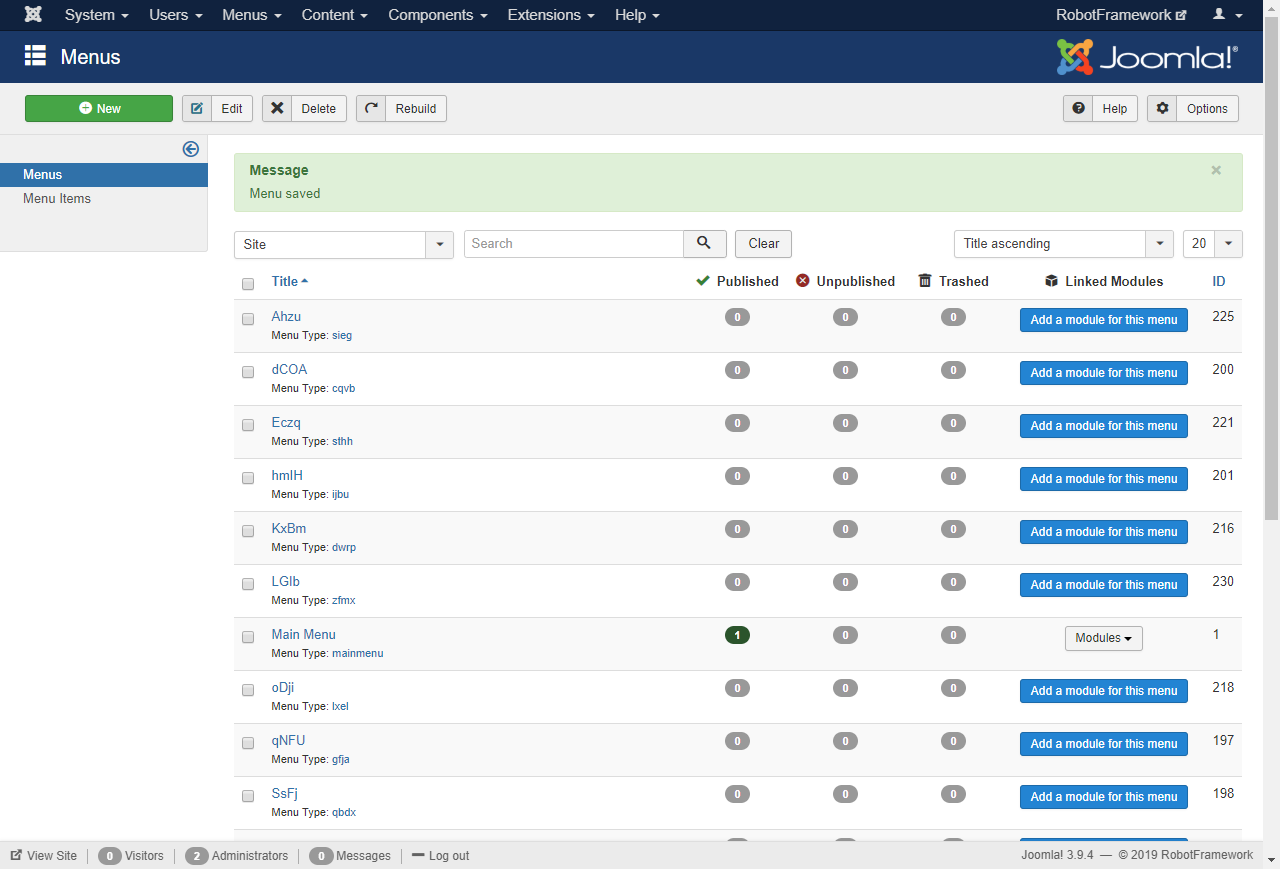 System Users Menus Content Components Extensions Help RobotFramework
Menus Joomla!®
New Edit Delete Rebuild Help Options
Menus
Menu Items
Message ×
Menu saved
Site Search Clear Title ascending 20
Title Published Unpublished Trashed Linked Modules ID
Ahzu 0 0 0 Add a module for this menu 225
Menu Type: sieg
dCOA 0 0 0 Add a module for this menu 200
Menu Type: cqvb
Eczq 0 0 0 Add a module for this menu 221
Menu Type: sthh
hmIH 0 0 0 Add a module for this menu 201
Menu Type: ijbu
KxBm 0 0 0 Add a module for this menu 216
Menu Type: dwrp
LGlb 0 0 0 Add a module for this menu 230
Menu Type: zfmx
Main Menu 1 0 0 Modules 1
Menu Type: mainmenu
oDji 0 0 0 Add a module for this menu 218
Menu Type: lxel
qNFU 0 0 0 Add a module for this menu 197
Menu Type: gfja
SsFj 0 0 0 Add a module for this menu 198
Menu Type: qbdx
View Site 0 Visitors 2 Administrators 0 Messages Log out Joomla! 3.9.4 — © 2019 RobotFramework